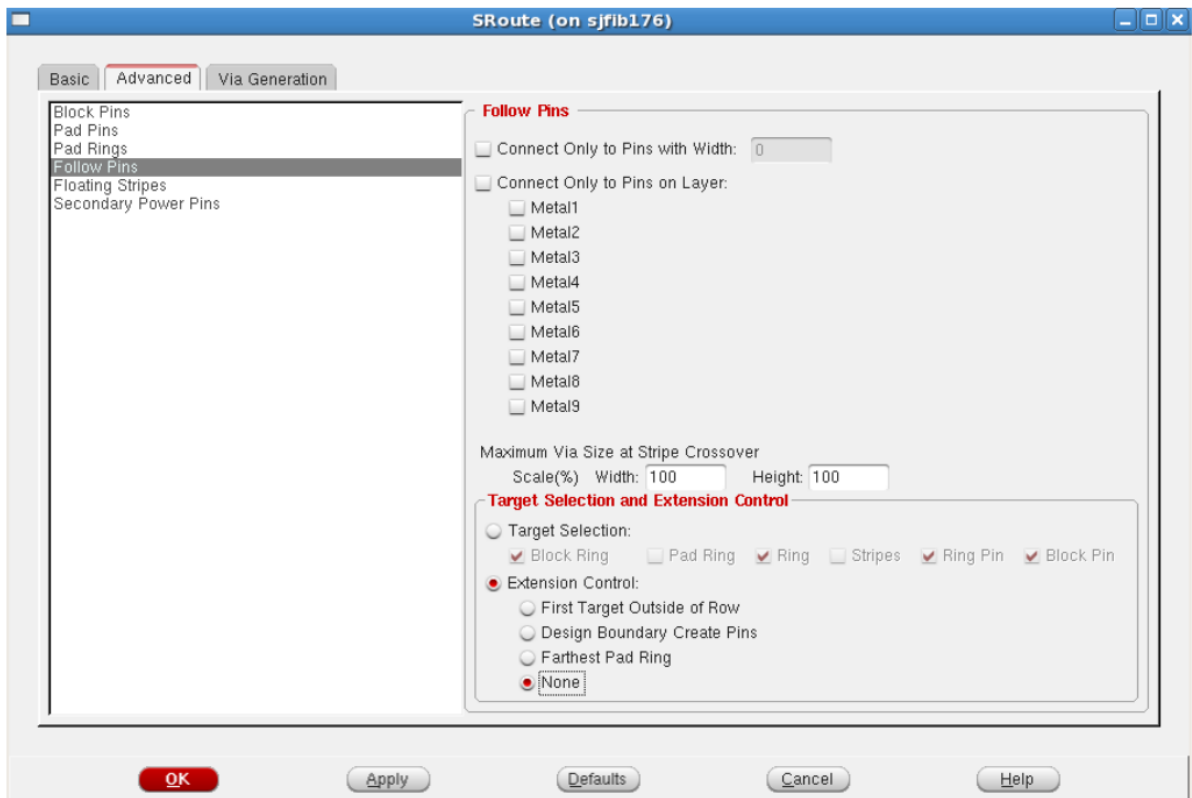 SRoute (on sjfib176)
Basic Advanced Via Generation
Block Pins
Pad Pins
Pad Rings
Follow Pins
Floating Stripes
Secondary Power Pins
Follow Pins
Connect Only to Pins with Width: 0
Connect Only to Pins on Layer:
Metal1
Metal2
Metal3
Metal4
Metal5
Metal6
Metal7
Metal8
Metal9
Maximum Via Size at Stripe Crossover
Scale(%) Width: 100 Height: 100
Target Selection and Extension Control
Target Selection:
Block Ring Pad Ring Ring Stripes Ring Pin Block Pin
Extension Control:
First Target Outside of Row
Design Boundary Create Pins
Farthest Pad Ring
None
OK Apply Defaults Cancel Help